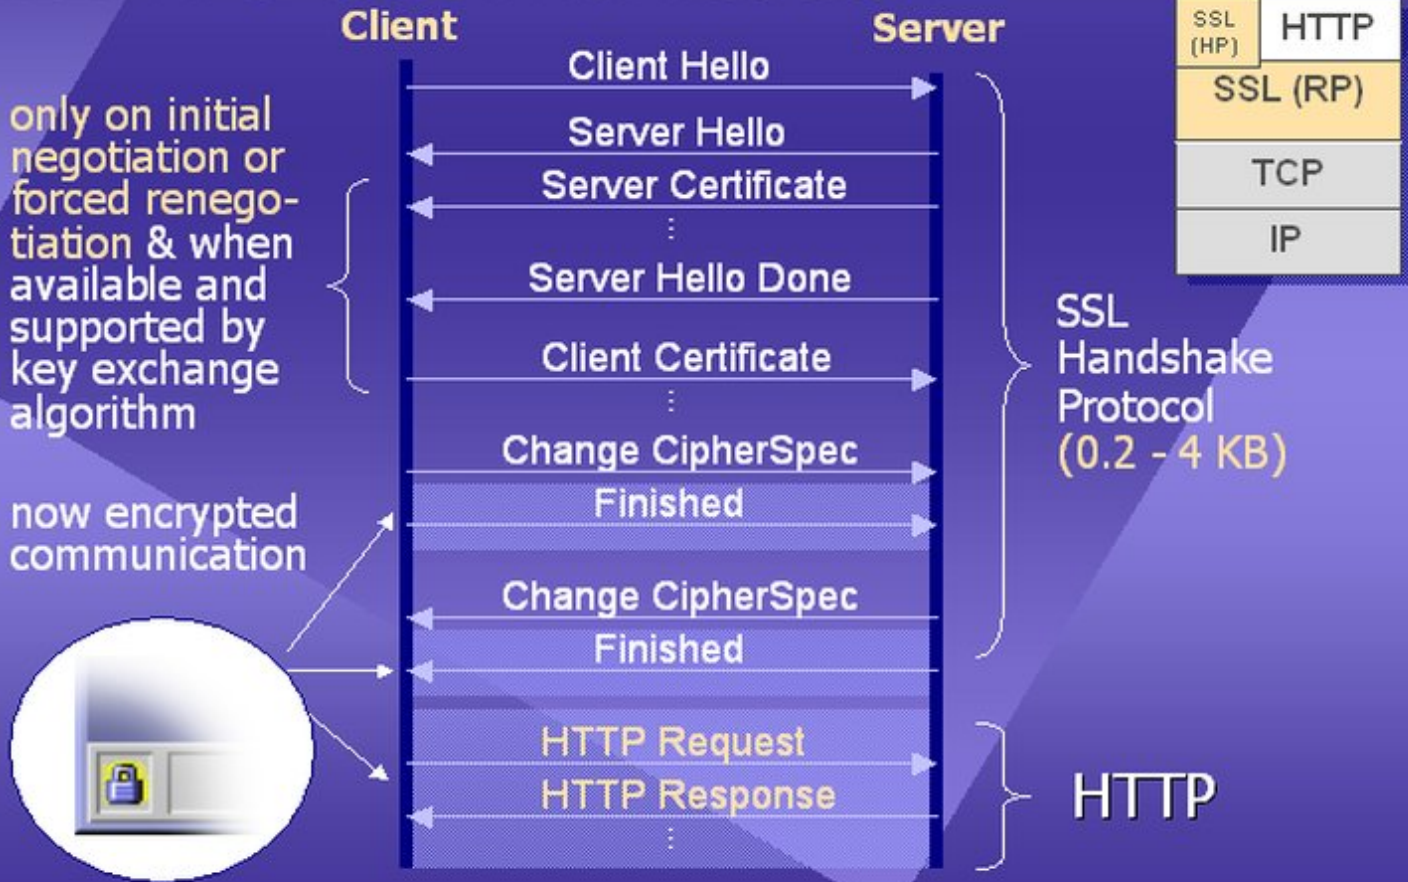 Client
Server
SSL
(HP)
HTTP
SSL (RP)
TCP
IP
only on initial
negotiation or
forced renego-
tiation & when
available and
supported by
key exchange
algorithm
Client Hello
Server Hello
Server Certificate
⋮
Server Hello Done
Client Certificate
⋮
Change CipherSpec
Finished
Change CipherSpec
Finished
HTTP Request
HTTP Response
⋮
now encrypted
communication
SSL
Handshake
Protocol
(0.2 - 4 KB)
HTTP